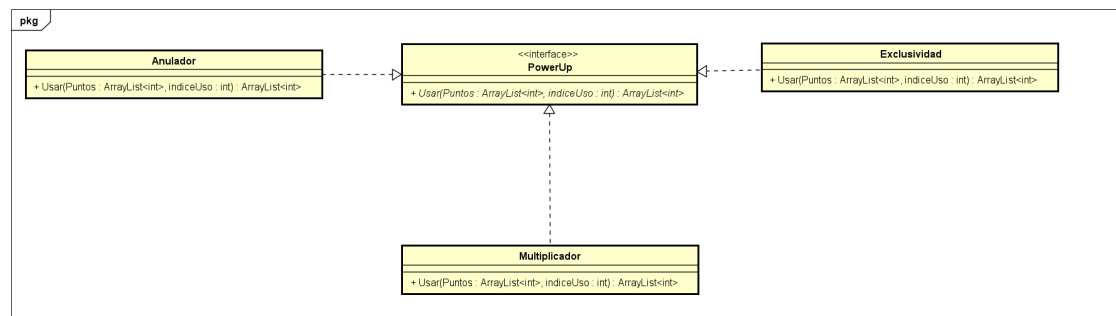 pkg
Anulador
+ Usar(Puntos : ArrayList<int>, indiceUso : int) : ArrayList<int>
<<interface>>
PowerUp
+ Usar(Puntos : ArrayList<int>, indiceUso : int) : ArrayList<int>
Exclusividad
+ Usar(Puntos : ArrayList<int>, indiceUso : int) : ArrayList<int>
Multiplicador
+ Usar(Puntos : ArrayList<int>, indiceUso : int) : ArrayList<int>